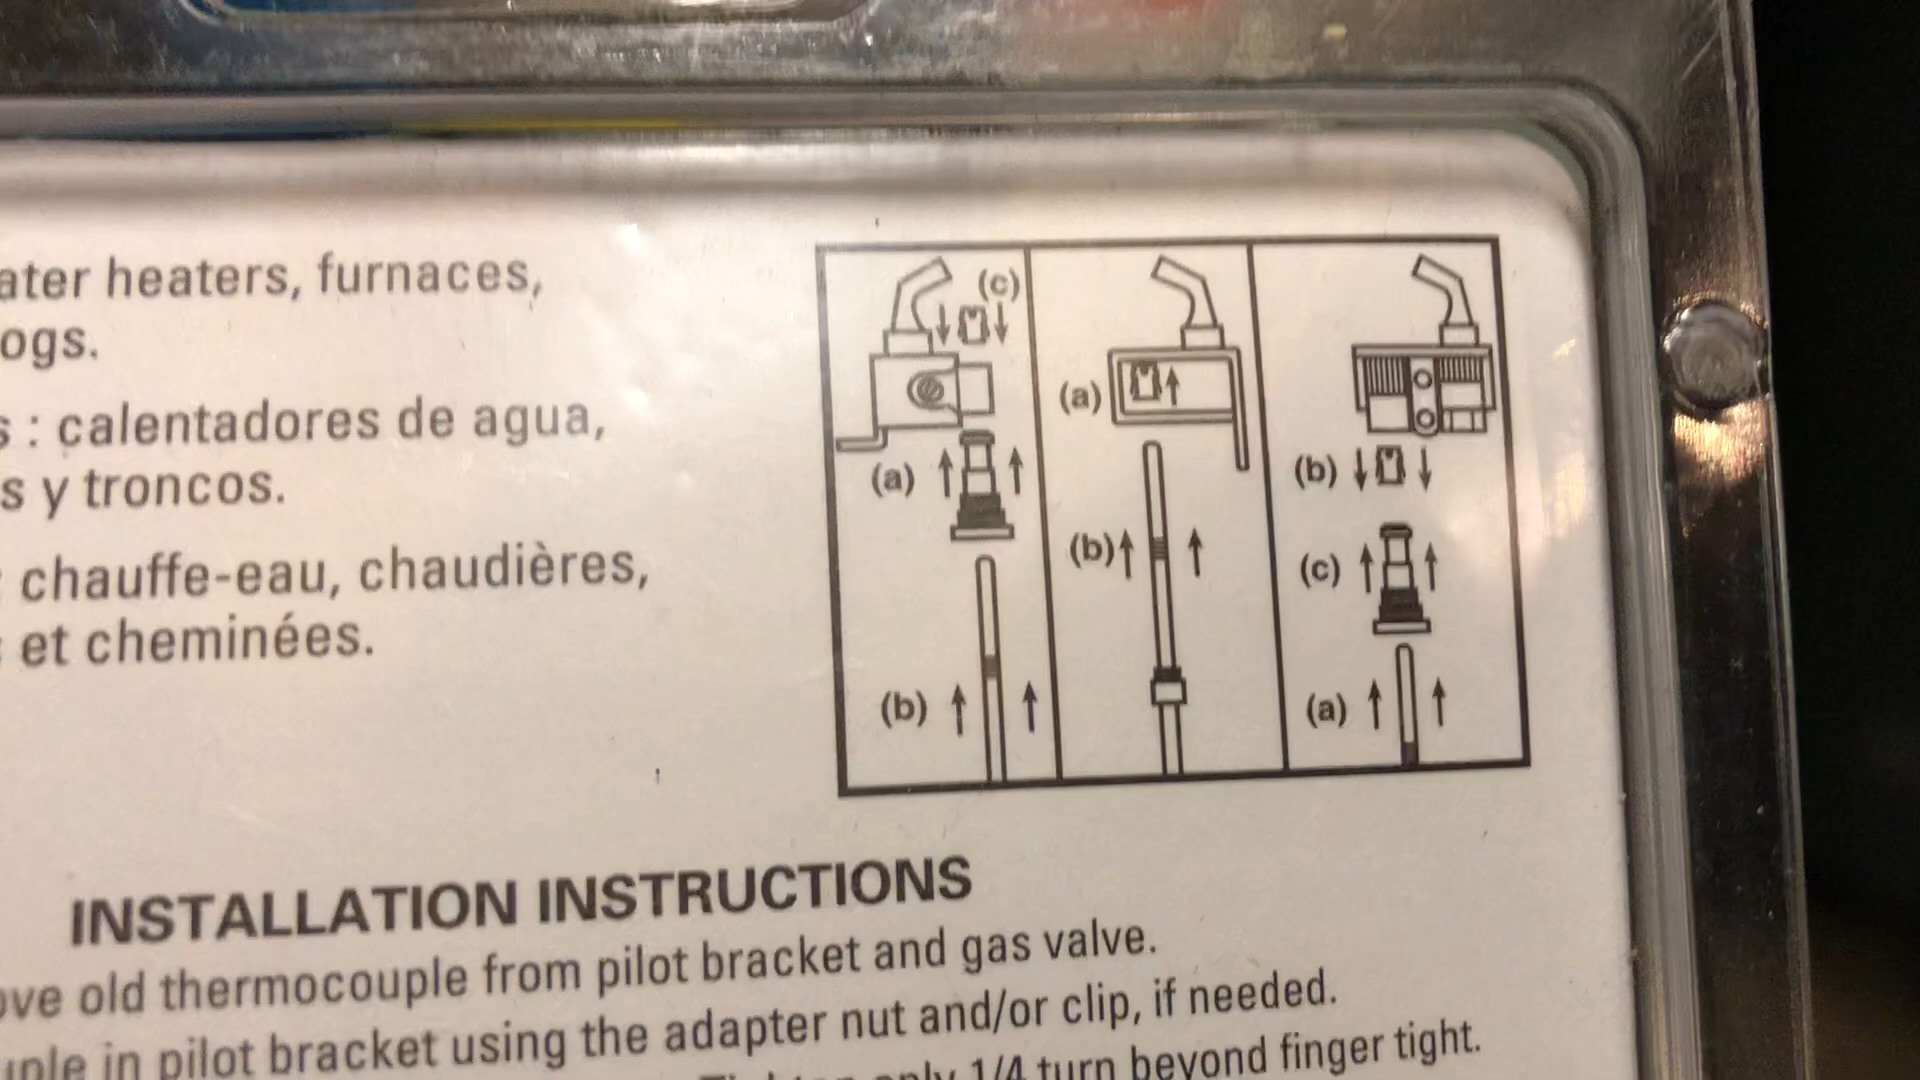 ater heaters, furnaces,
ogs.
s : calentadores de agua,
s y troncos.
: chauffe-eau, chaudières,
et cheminées.
(c)
(a)
(b)
(a)
(b)
(b)
(c)
(a)
INSTALLATION INSTRUCTIONS
ove old thermocouple from pilot bracket and gas valve.
uple in pilot bracket using the adapter nut and/or clip, if needed.
only 1/4 turn beyond finger tight.